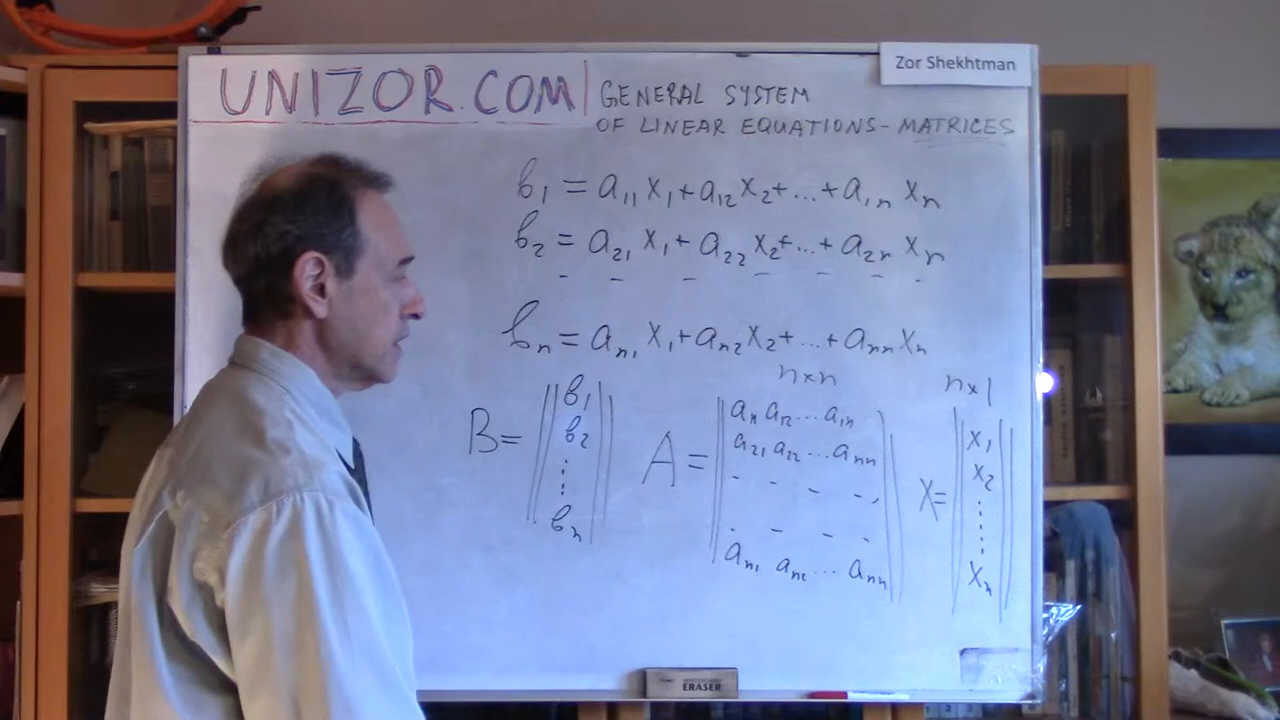 UNIZOR.COM
Zor Shekhtman
GENERAL SYSTEM
OF LINEAR EQUATIONS - MATRICES
b₁ = a₁₁ x₁ + a₁₂ x₂ + ... + a₁ₙ xₙ
b₂ = a₂₁ x₁ + a₂₂ x₂ + ... + a₂ₙ xₙ
- - - - - - -
bₙ = aₙ₁ x₁ + aₙ₂ x₂ + ... + aₙₙ xₙ
n×n
n×1
B = || b₁ b₂ ⋮ bₙ ||
A = || a₁₁ a₁₂ ... a₁ₙ
a₂₁ a₂₂ ... aₙₙ
- - - -
- - - -
aₙ₁ aₙ₂ ... aₙₙ ||
X = || x₁ x₂ ⋮ xₙ ||
ERASER